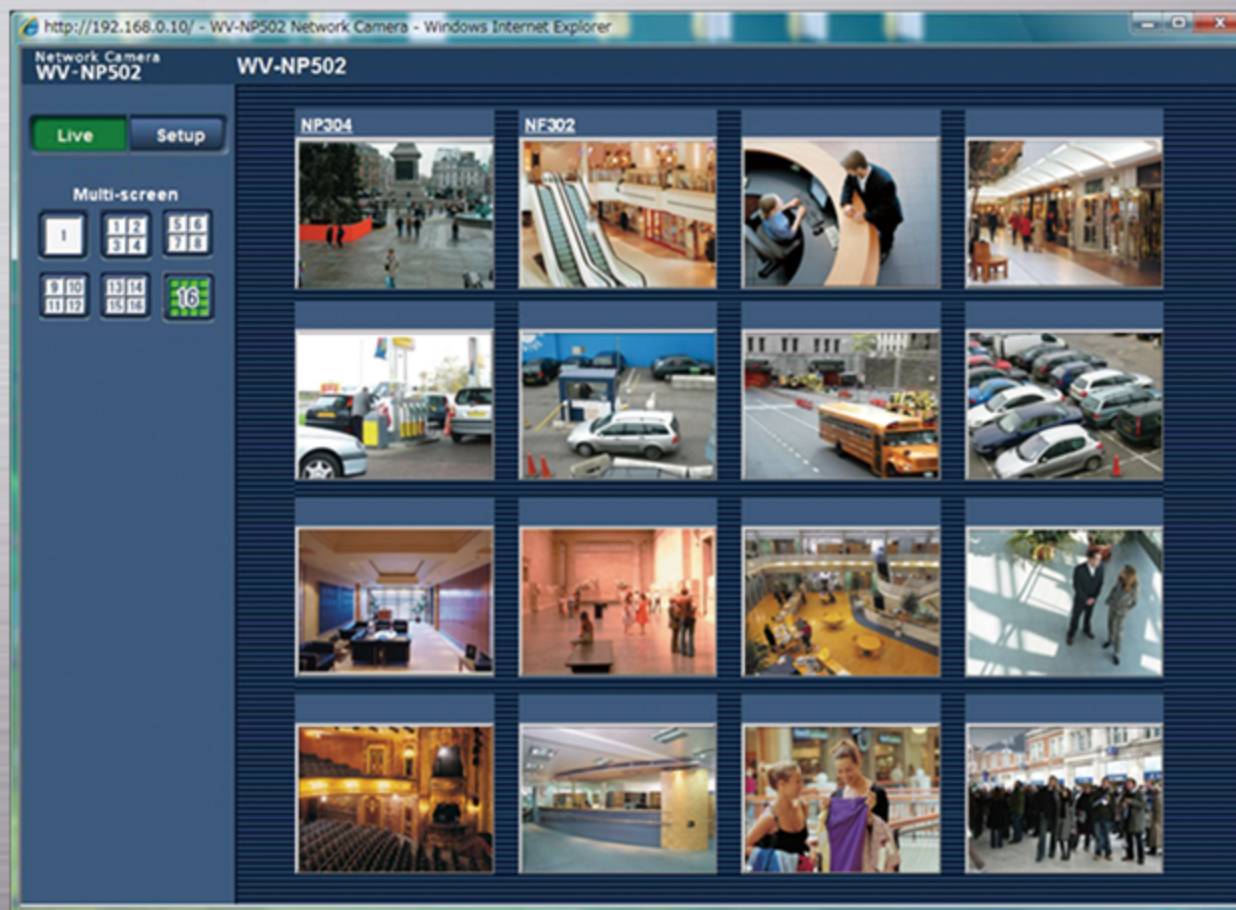 http://192.168.0.10/ - WV-NP502 Network Camera - Windows Internet Explorer
Network Camera
WV-NP502
WV-NP502
Live
Setup
NP304
NF302
Multi-screen
1
1 2
3 4
5 6
7 8
9 10
11 12
13 14
15 16
16